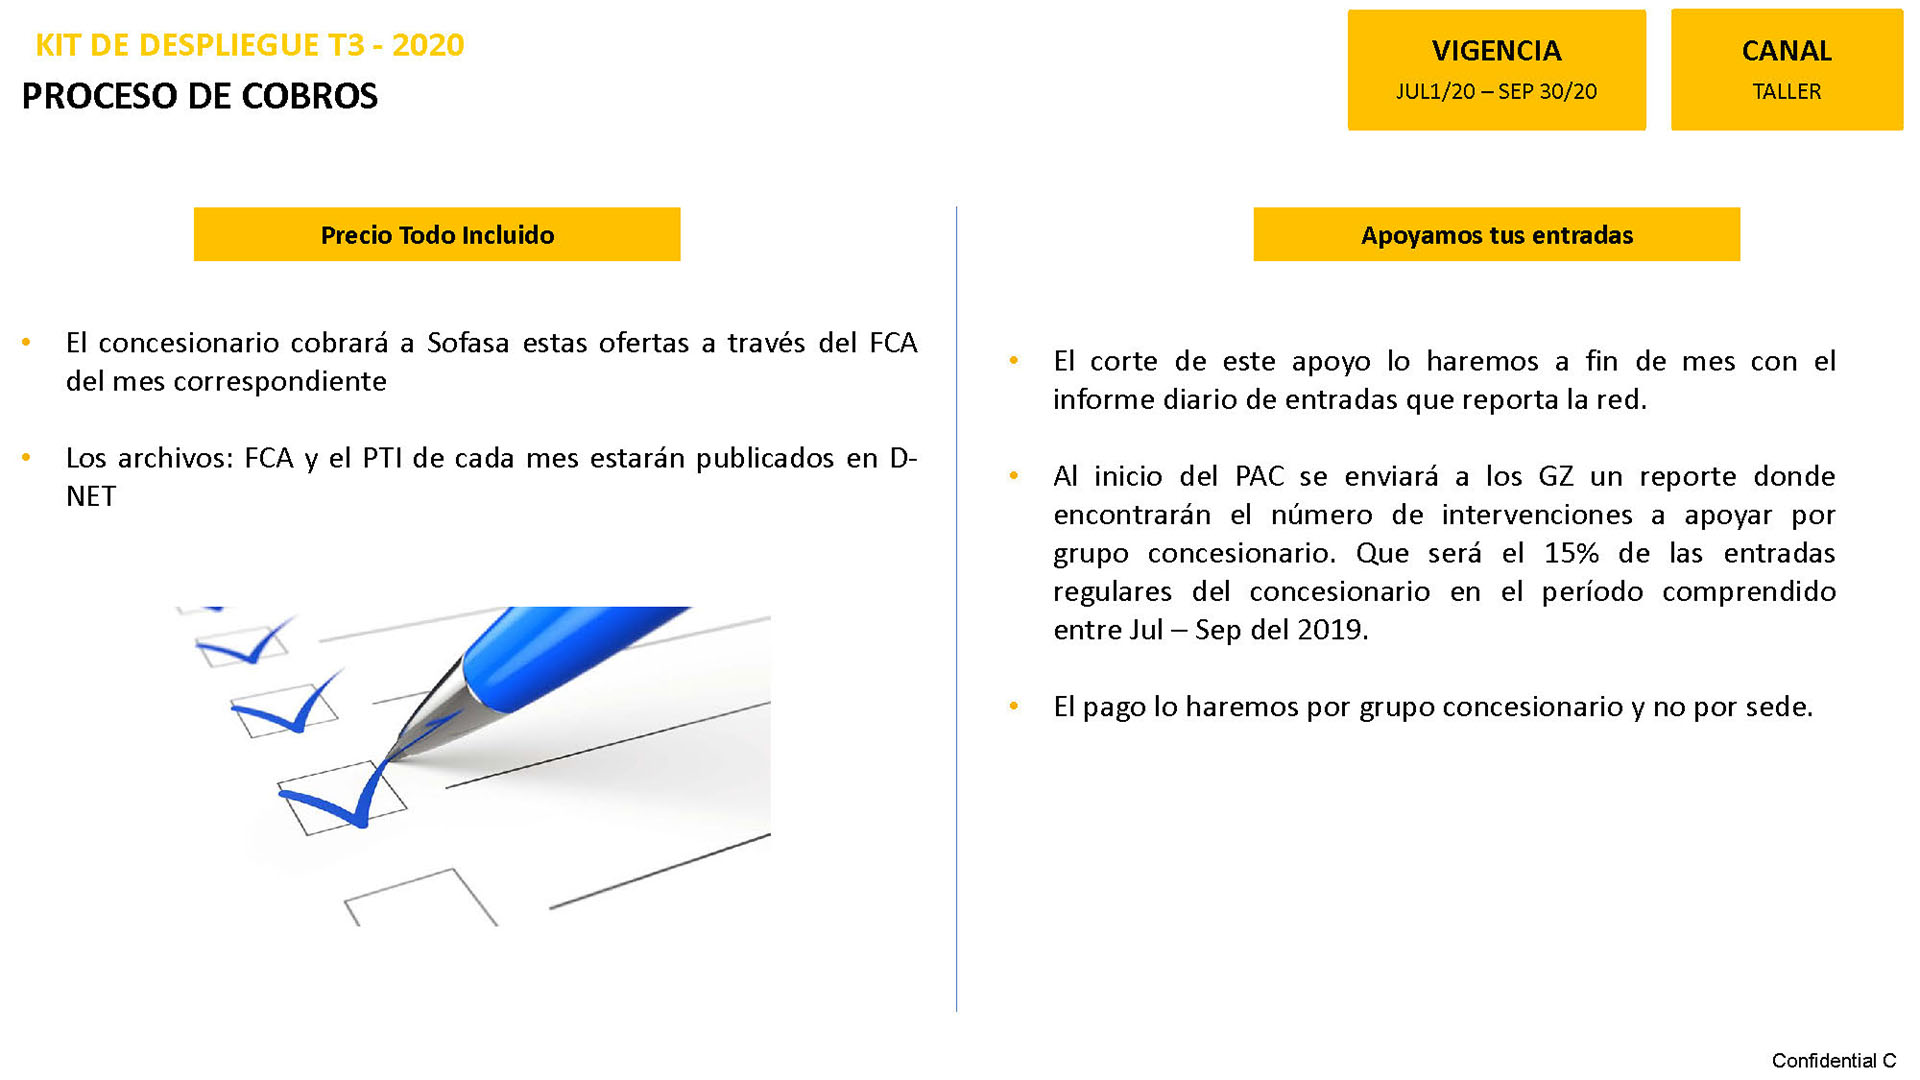 KIT DE DESPLIEGUE T3 - 2020
PROCESO DE COBROS
VIGENCIA
JUL1/20 – SEP 30/20
CANAL
TALLER
Precio Todo Incluido
• El concesionario cobrará a Sofasa estas ofertas a través del FCA
del mes correspondiente
• Los archivos: FCA y el PTI de cada mes estarán publicados en D-
NET
Apoyamos tus entradas
• El corte de este apoyo lo haremos a fin de mes con el
informe diario de entradas que reporta la red.
• Al inicio del PAC se enviará a los GZ un reporte donde
encontrarán el número de intervenciones a apoyar por
grupo concesionario. Que será el 15% de las entradas
regulares del concesionario en el período comprendido
entre Jul – Sep del 2019.
• El pago lo haremos por grupo concesionario y no por sede.
Confidential C